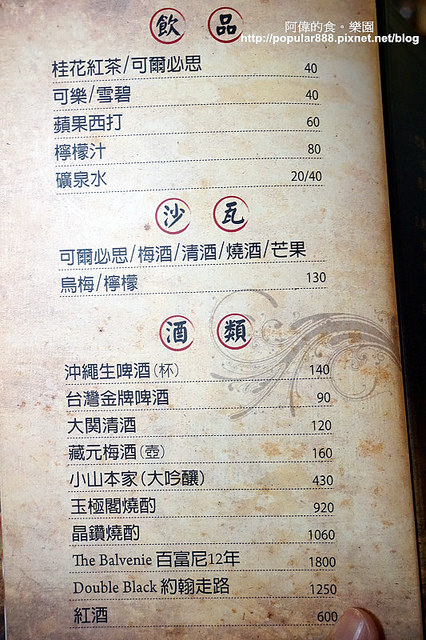 阿偉的食。樂園
http://popular888.pixnet.net/blog
飲品
桂花紅茶/可爾必思 40
可樂/雪碧 40
蘋果西打 60
檸檬汁 80
礦泉水 20/40
沙瓦
可爾必思/梅酒/清酒/燒酒/芒果
烏梅/檸檬 130
酒類
沖繩生啤酒(杯) 140
台灣金牌啤酒 90
大関清酒 120
藏元梅酒(壺) 160
小山本家(大吟釀) 430
玉極閣燒酌 920
晶鑽燒酌 1060
The Balvenie 百富尼12年 1800
Double Black 約翰走路 1250
紅酒 600